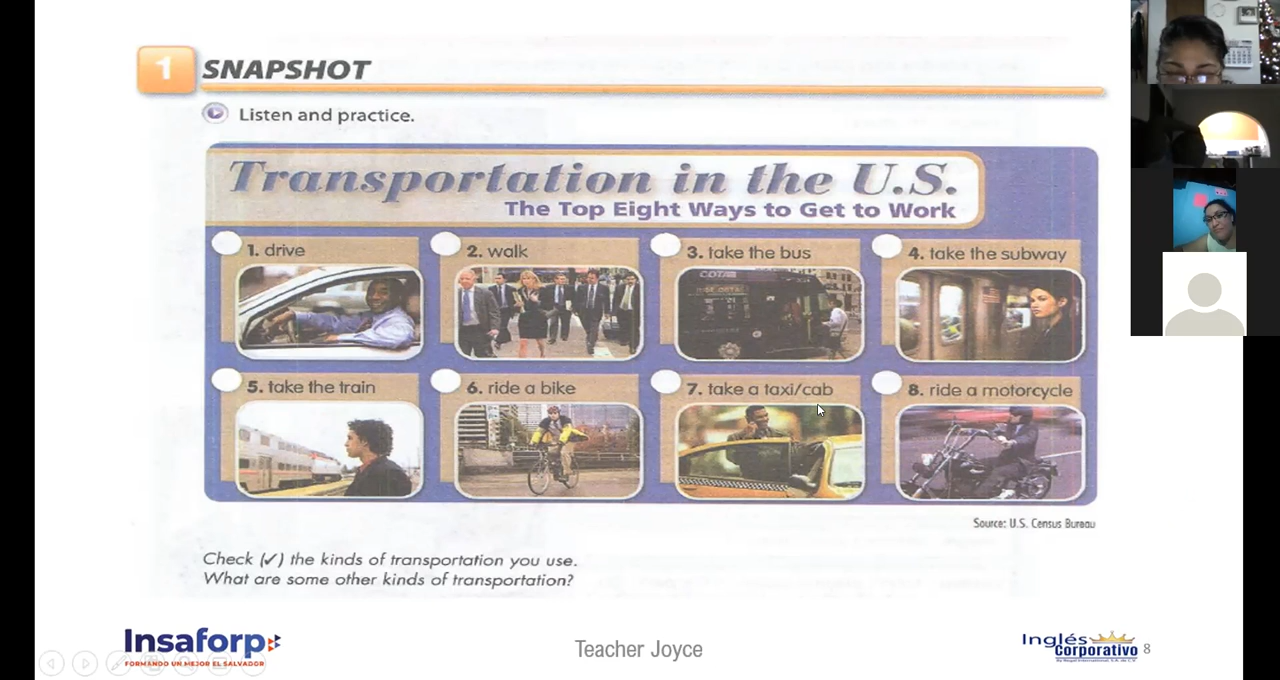 1 SNAPSHOT
Listen and practice.
Transportation in the U.S.
The Top Eight Ways to Get to Work
1. drive
2. walk
3. take the bus
4. take the subway
5. take the train
6. ride a bike
7. take a taxi/cab
8. ride a motorcycle
Source: U.S. Census Bureau
Check (✓) the kinds of transportation you use.
What are some other kinds of transportation?
Insaforp
FORMANDO UN MEJOR EL SALVADOR
Teacher Joyce
Inglés
Corporativo
8